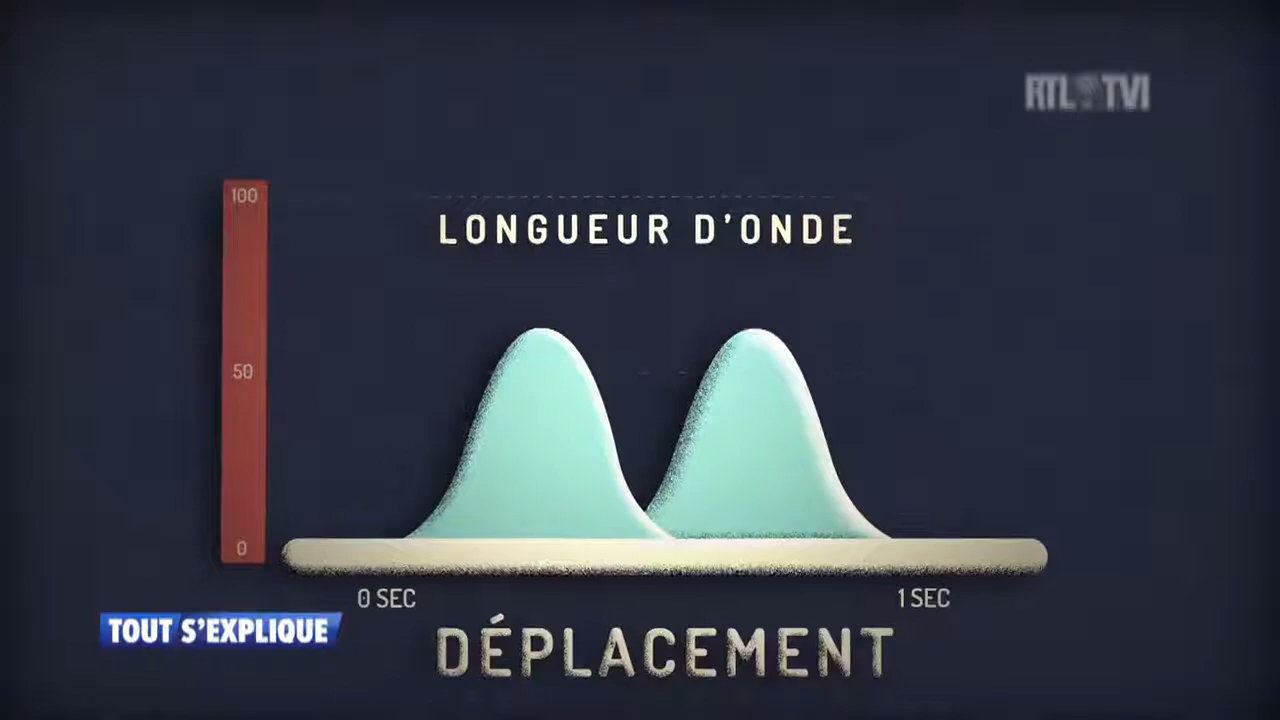 RTL TVI
100
LONGUEUR D'ONDE
50
0
0 SEC
1 SEC
TOUT S'EXPLIQUE
DÉPLACEMENT